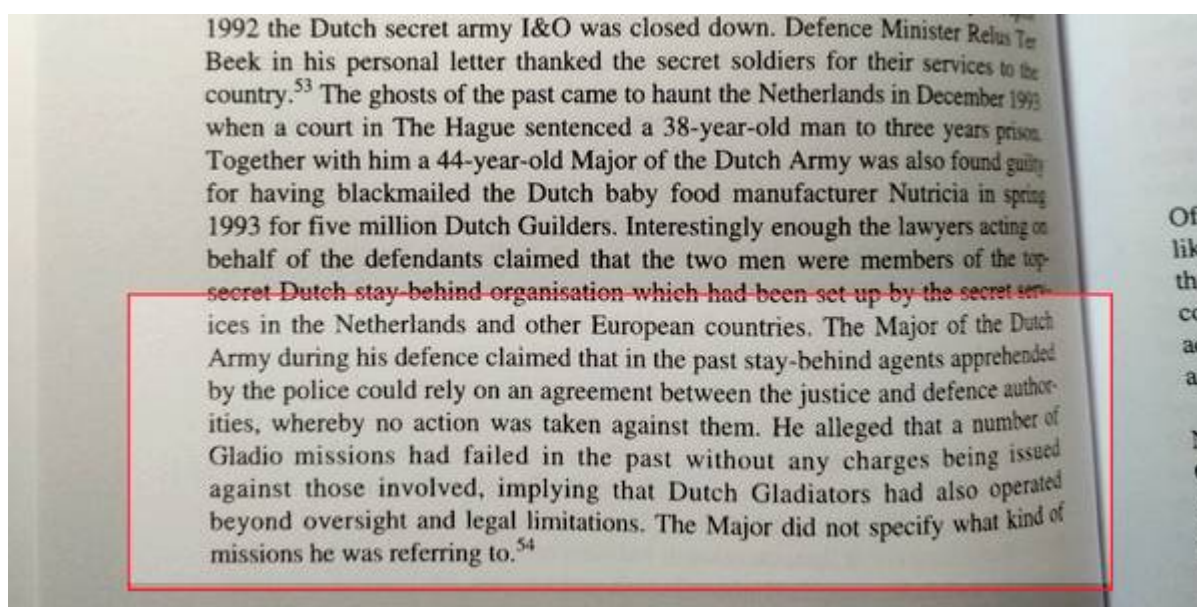 1992 the Dutch secret army I&O was closed down. Defence Minister Relus Ter
Beek in his personal letter thanked the secret soldiers for their services to the
country.53 The ghosts of the past came to haunt the Netherlands in December 1993
when a court in The Hague sentenced a 38-year-old man to three years prison.
Together with him a 44-year-old Major of the Dutch Army was also found guilty
for having blackmailed the Dutch baby food manufacturer Nutricia in spring
1993 for five million Dutch Guilders. Interestingly enough the lawyers acting on
behalf of the defendants claimed that the two men were members of the top-
secret Dutch stay-behind organisation which had been set up by the secret serv-
ices in the Netherlands and other European countries. The Major of the Dutch
Army during his defence claimed that in the past stay-behind agents apprehended
by the police could rely on an agreement between the justice and defence author-
ities, whereby no action was taken against them. He alleged that a number of
Gladio missions had failed in the past without any charges being issued
against those involved, implying that Dutch Gladiators had also operated
beyond oversight and legal limitations. The Major did not specify what kind of
missions he was referring to.54
Of